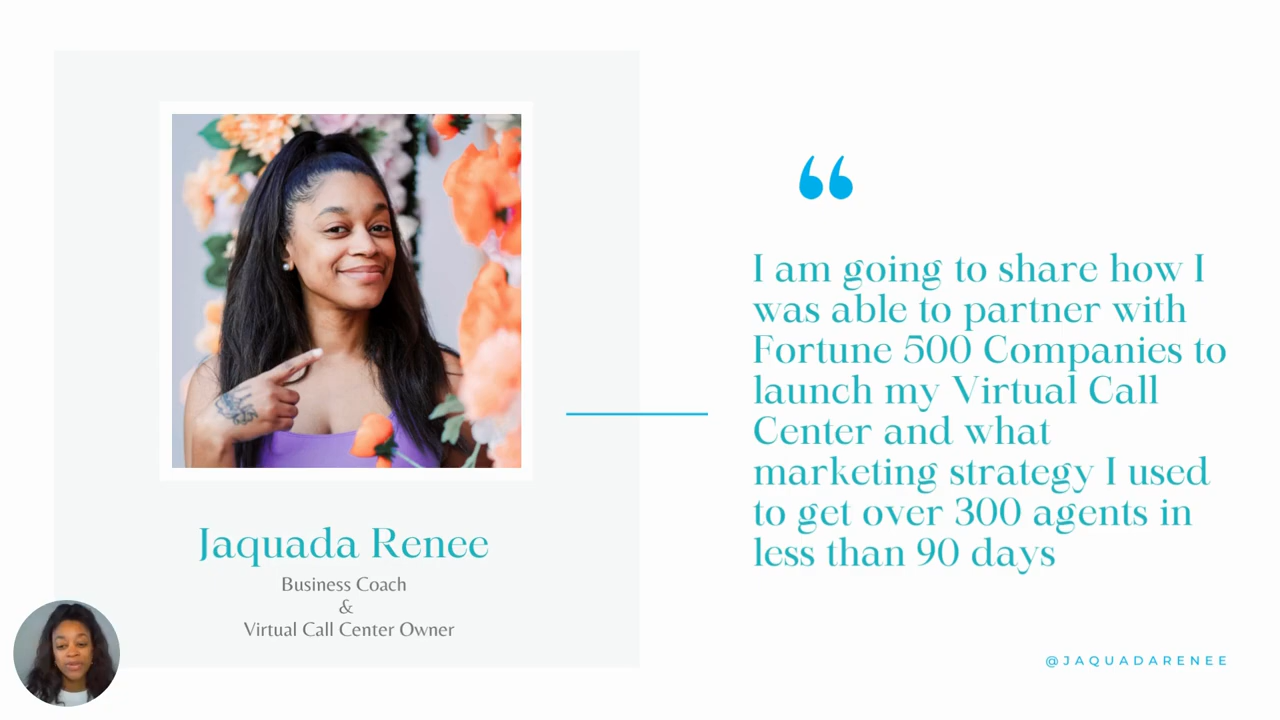 Jaquada Renee
Business Coach
&
Virtual Call Center Owner
“
I am going to share how I
was able to partner with
Fortune 500 Companies to
launch my Virtual Call
Center and what
marketing strategy I used
to get over 300 agents in
less than 90 days
@JAQUADARENEE